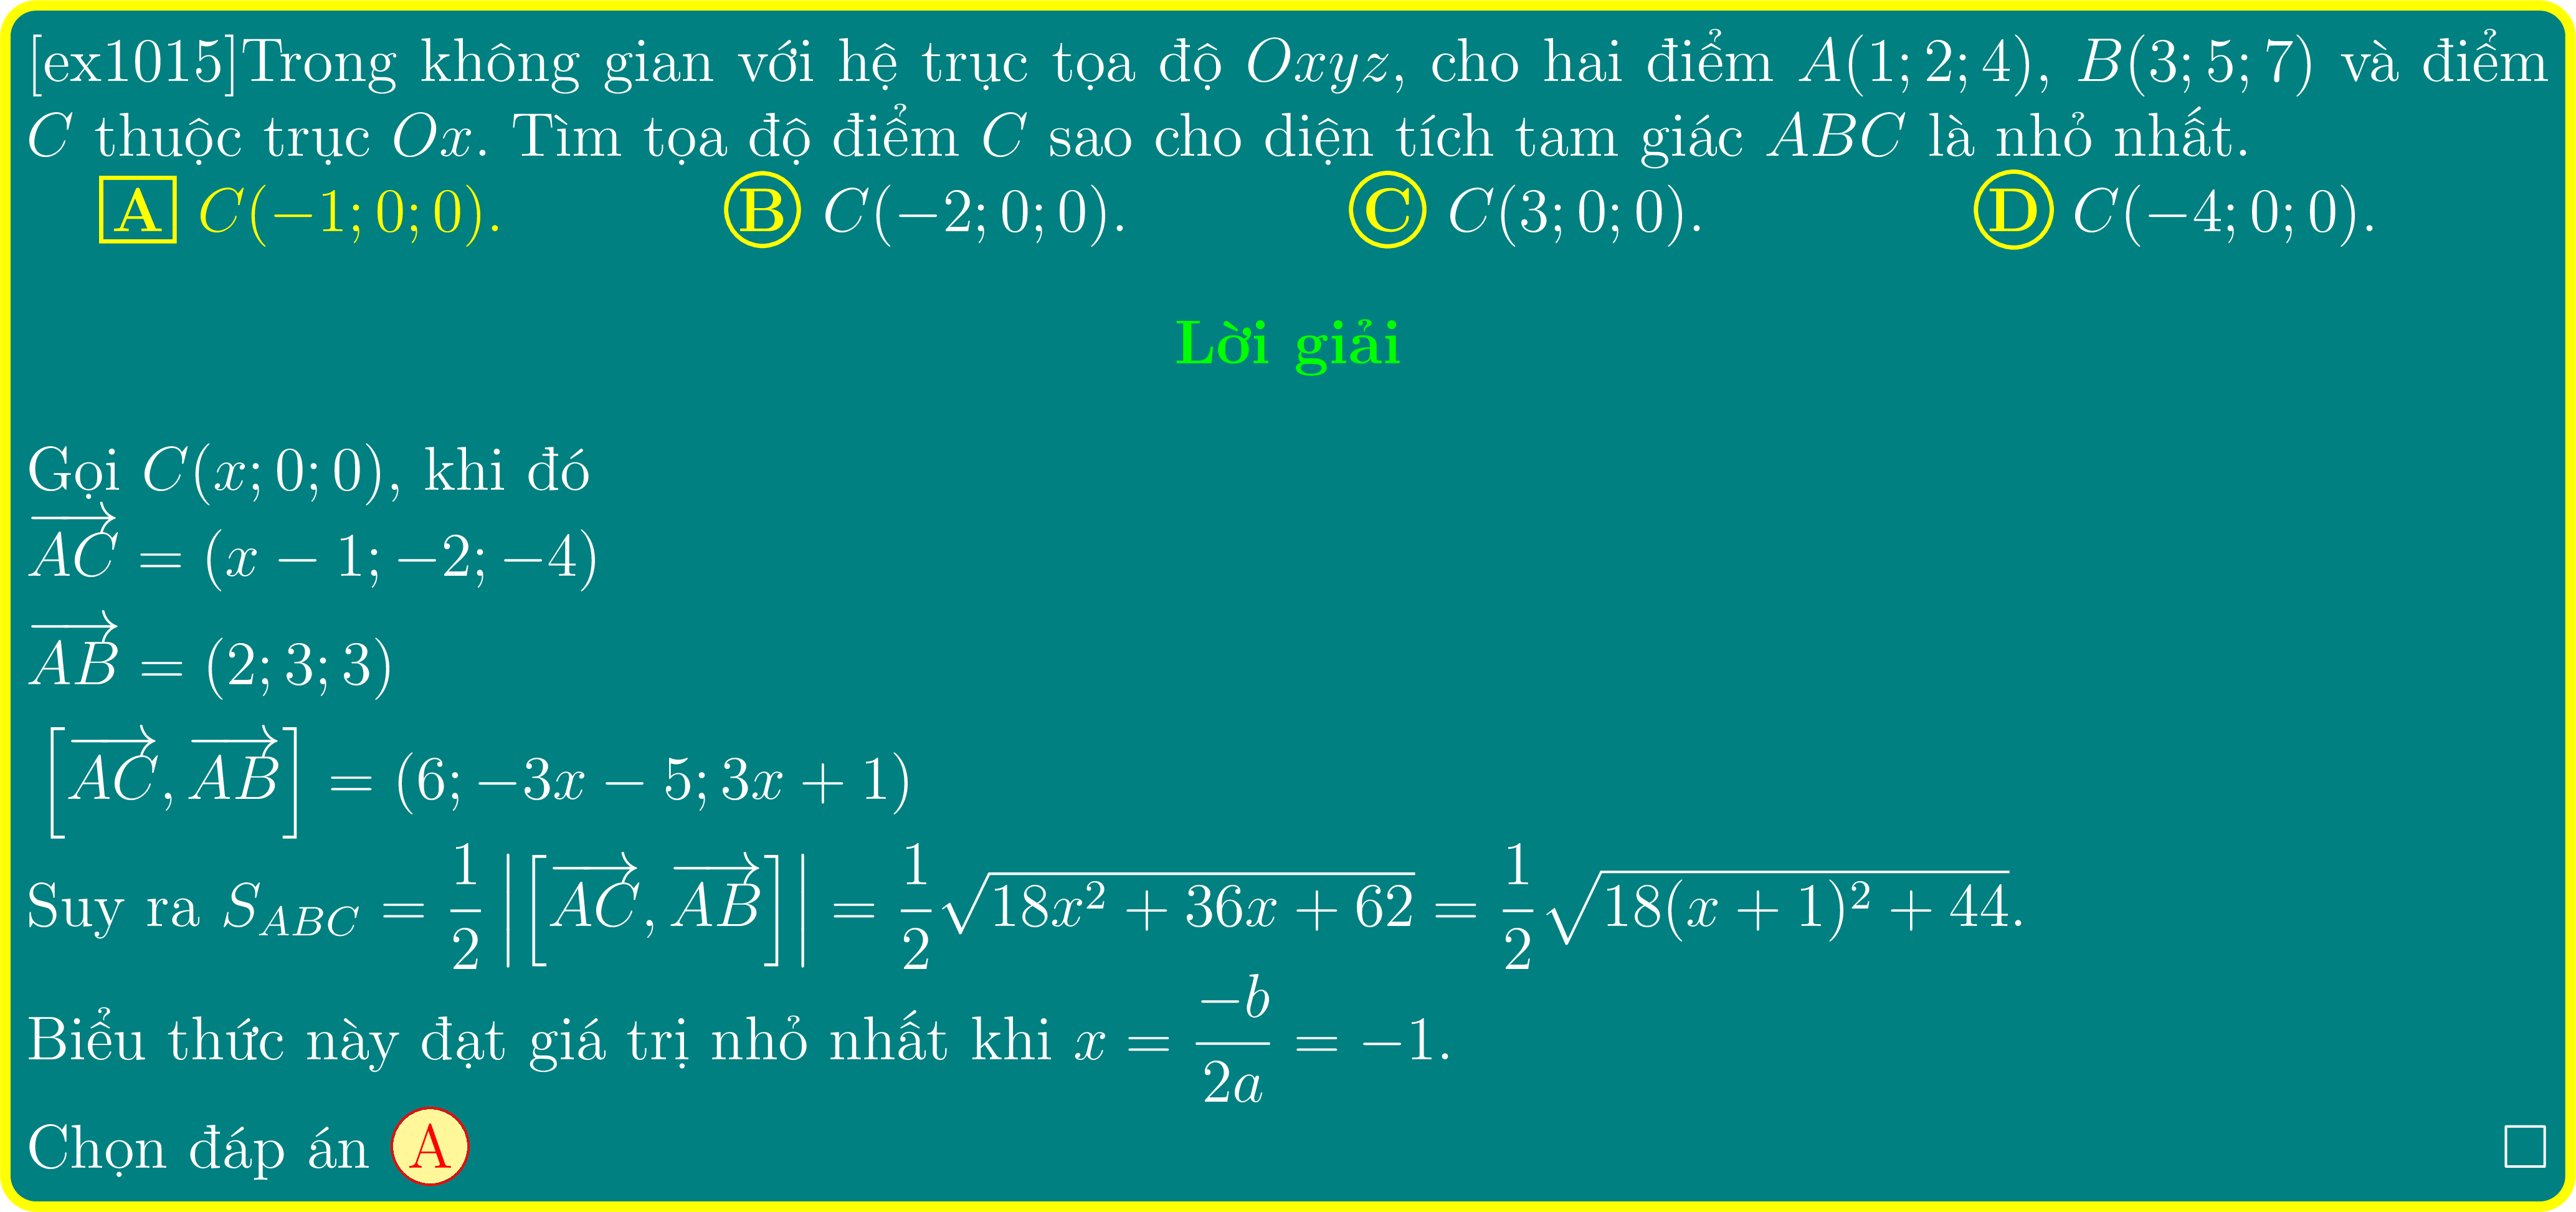 [ex1015]Trong không gian với hệ trục tọa độ Oxyz, cho hai điểm A(1; 2; 4), B(3; 5; 7) và điểm
C thuộc trục Ox. Tìm tọa độ điểm C sao cho diện tích tam giác ABC là nhỏ nhất.
A C(−1; 0; 0). B C(−2; 0; 0). C C(3; 0; 0). D C(−4; 0; 0).
Lời giải
Gọi C(x; 0; 0), khi đó
$\overrightarrow{AC} = (x − 1; −2; −4)$
$\overrightarrow{AB} = (2; 3; 3)$
$\left[\overrightarrow{AC}, \overrightarrow{AB}\right] = (6; −3x − 5; 3x + 1)$
Suy ra $S_{ABC} = \frac{1}{2}\left|\left[\overrightarrow{AC}, \overrightarrow{AB}\right]\right| = \frac{1}{2}\sqrt{18x^2 + 36x + 62} = \frac{1}{2}\sqrt{18(x + 1)^2 + 44}$.
Biểu thức này đạt giá trị nhỏ nhất khi $x = \frac{−b}{2a} = −1$.
Chọn đáp án A □